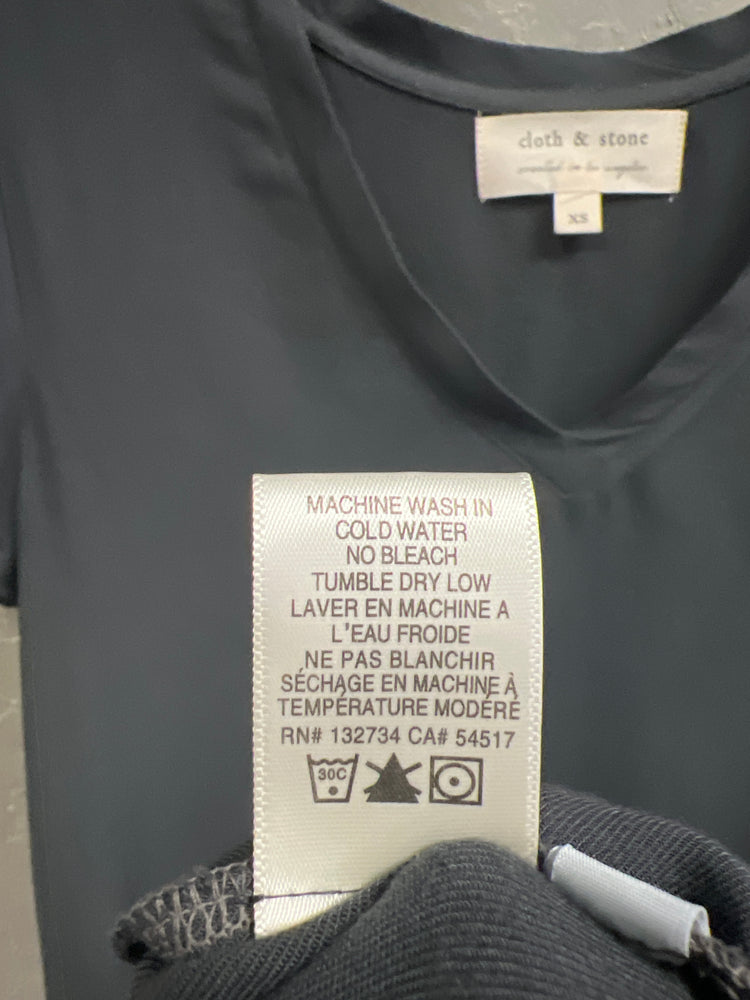 cloth & stone
XS
MACHINE WASH IN
COLD WATER
NO BLEACH
TUMBLE DRY LOW
LAVER EN MACHINE A
L'EAU FROIDE
NE PAS BLANCHIR
SÉCHAGE EN MACHINE À
TEMPÉRATURE MODÉRÉ
RN# 132734 CA# 54517
30C